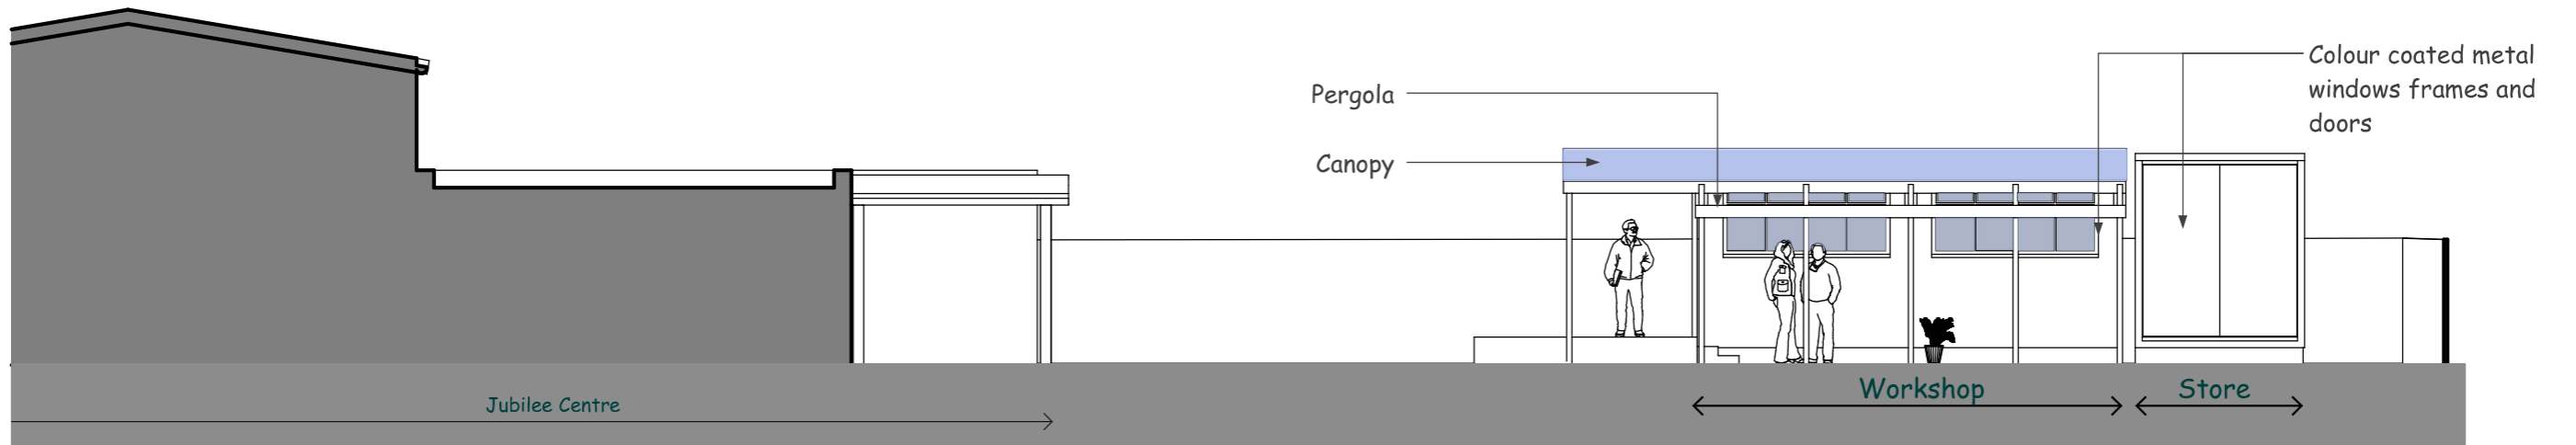 Pergola
Canopy
Colour coated metal
windows frames and
doors
Jubilee Centre
Workshop
Store